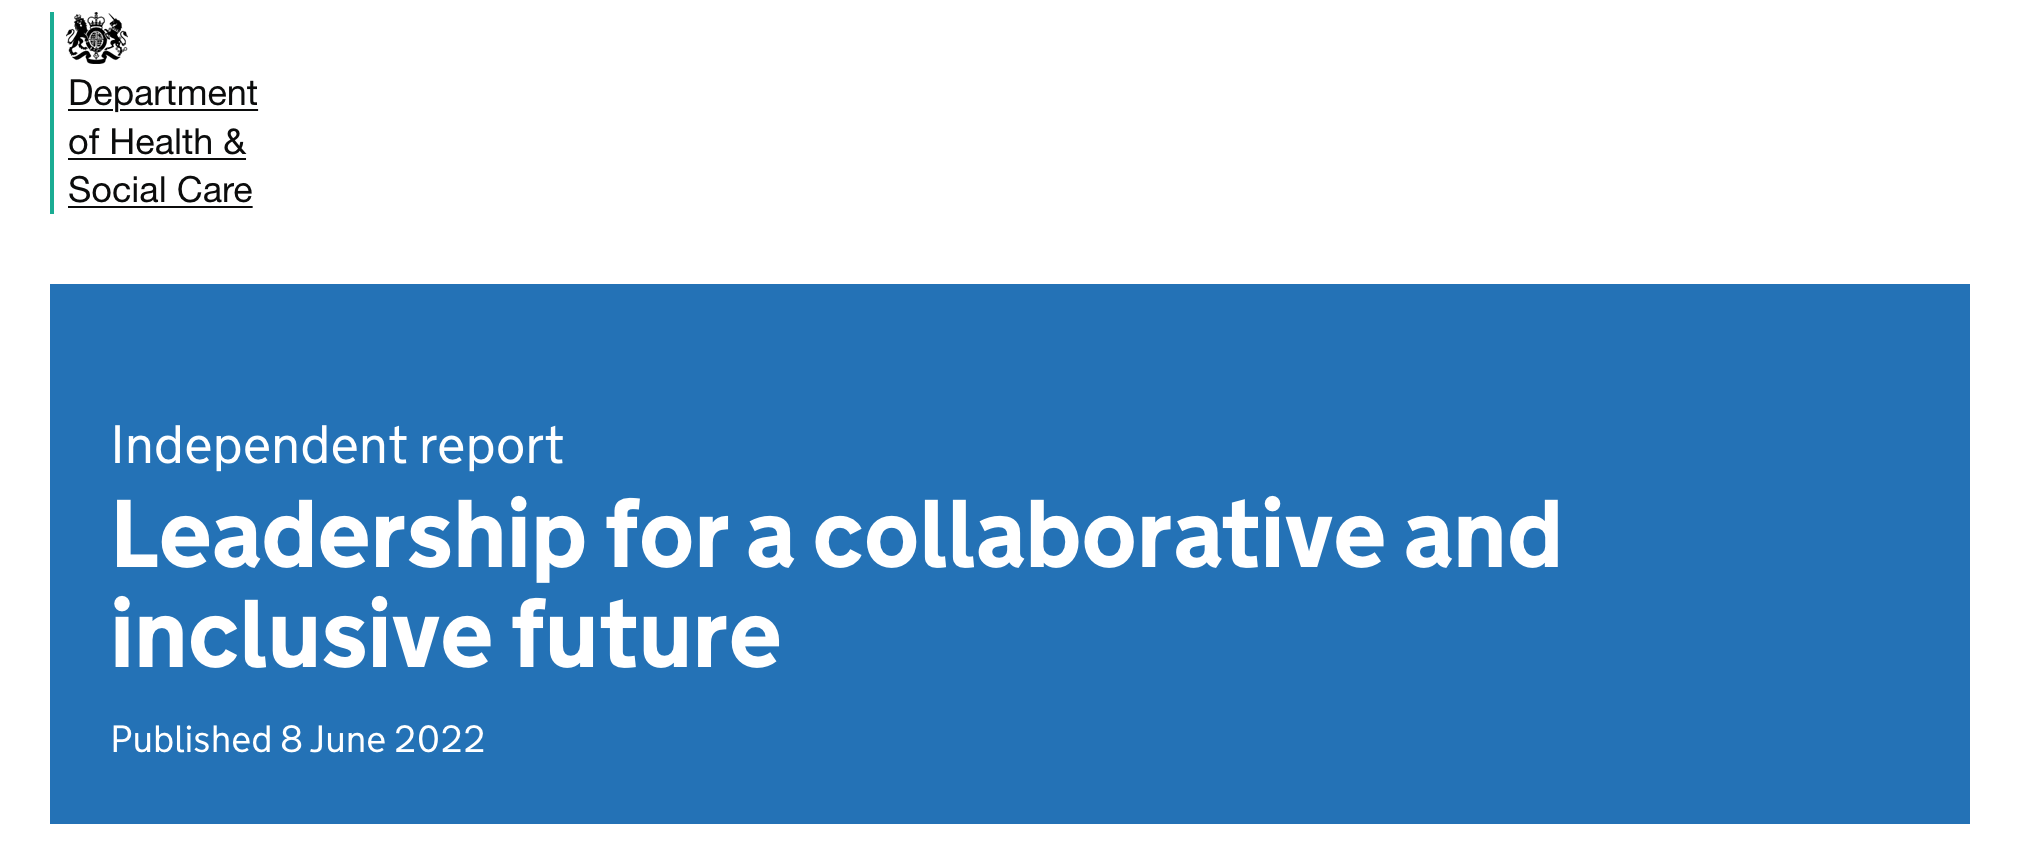 Department
of Health &
Social Care
Independent report
Leadership for a collaborative and
inclusive future
Published 8 June 2022